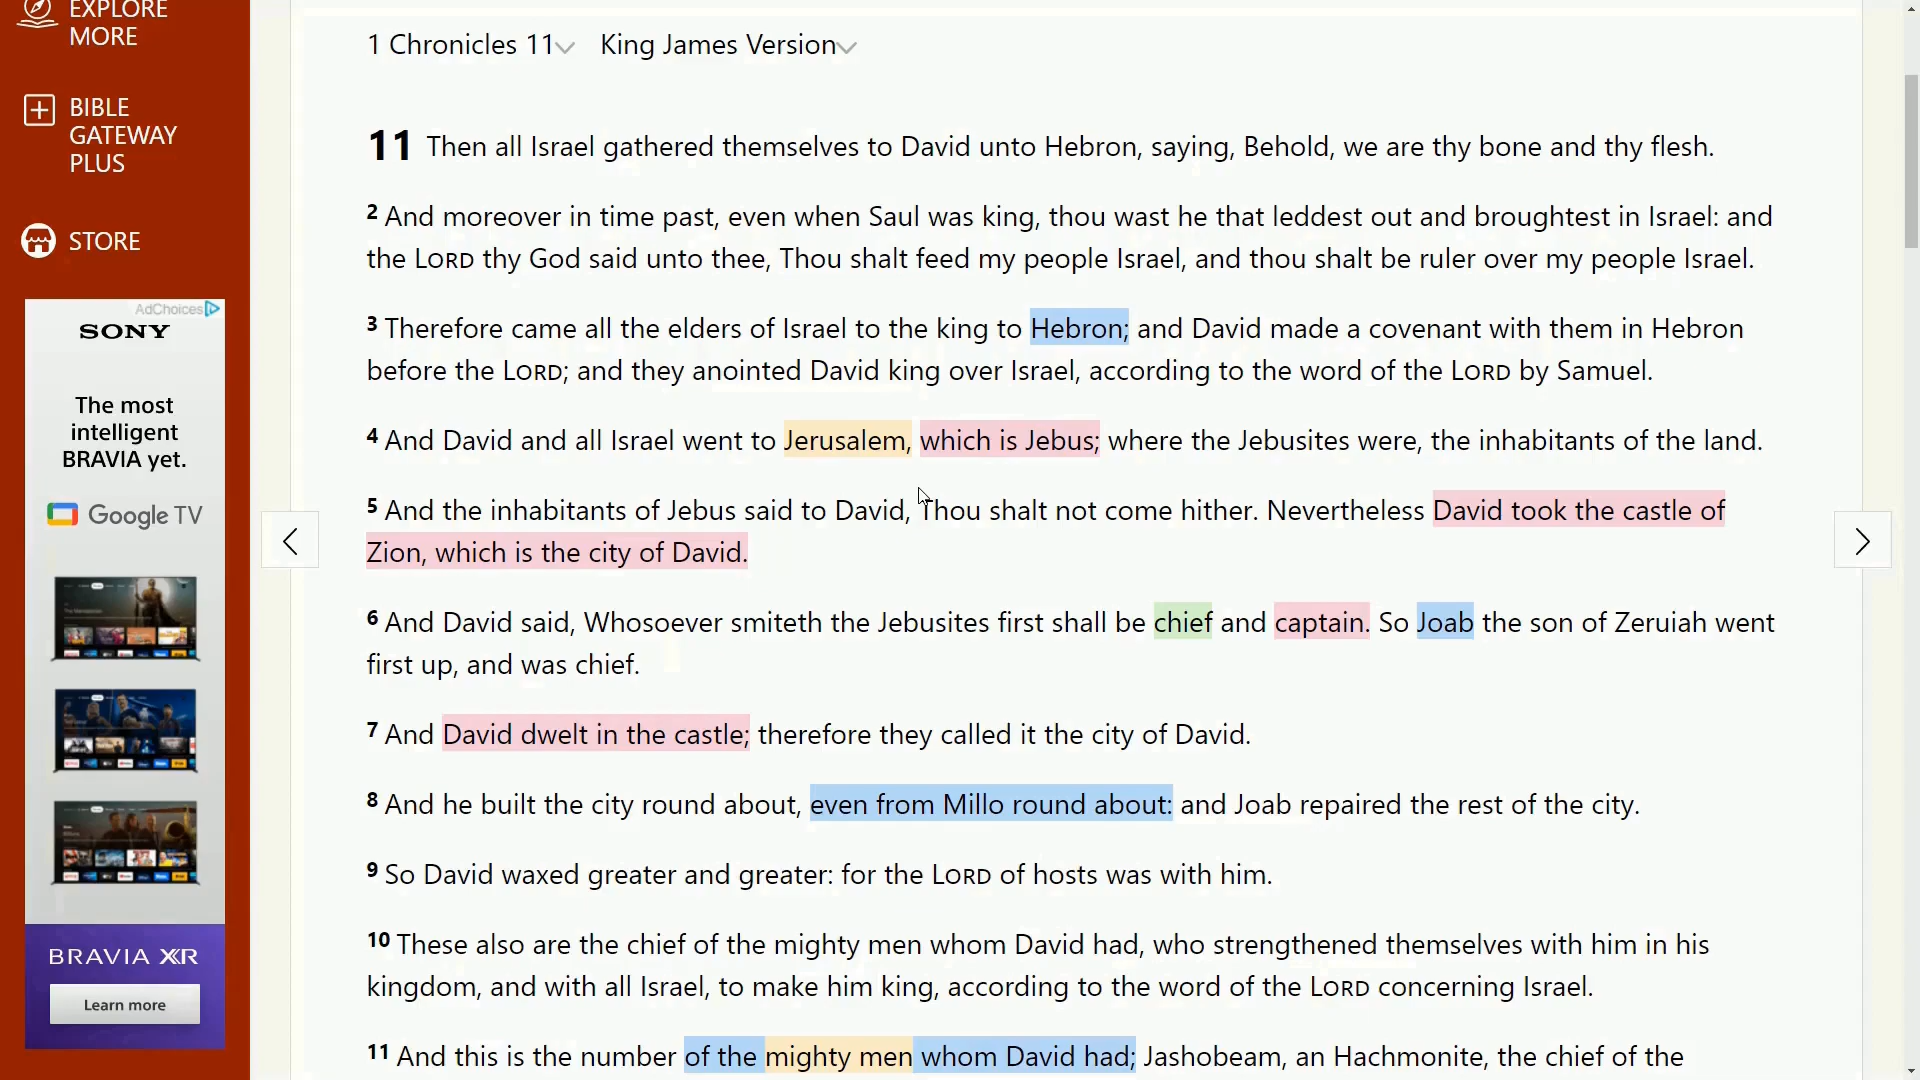 EXPLORE
MORE
BIBLE
GATEWAY
PLUS
STORE
AdChoices
SONY
The most
intelligent
BRAVIA yet.
Google TV
BRAVIA XR
Learn more
1 Chronicles 11 King James Version
11 Then all Israel gathered themselves to David unto Hebron, saying, Behold, we are thy bone and thy flesh.
2 And moreover in time past, even when Saul was king, thou wast he that leddest out and broughtest in Israel: and
the LORD thy God said unto thee, Thou shalt feed my people Israel, and thou shalt be ruler over my people Israel.
3 Therefore came all the elders of Israel to the king to Hebron; and David made a covenant with them in Hebron
before the LORD; and they anointed David king over Israel, according to the word of the LORD by Samuel.
4 And David and all Israel went to Jerusalem, which is Jebus; where the Jebusites were, the inhabitants of the land.
5 And the inhabitants of Jebus said to David, Thou shalt not come hither. Nevertheless David took the castle of
Zion, which is the city of David.
6 And David said, Whosoever smiteth the Jebusites first shall be chief and captain. So Joab the son of Zeruiah went
first up, and was chief.
7 And David dwelt in the castle; therefore they called it the city of David.
8 And he built the city round about, even from Millo round about: and Joab repaired the rest of the city.
9 So David waxed greater and greater: for the LORD of hosts was with him.
10 These also are the chief of the mighty men whom David had, who strengthened themselves with him in his
kingdom, and with all Israel, to make him king, according to the word of the LORD concerning Israel.
11 And this is the number of the mighty men whom David had; Jashobeam, an Hachmonite, the chief of the